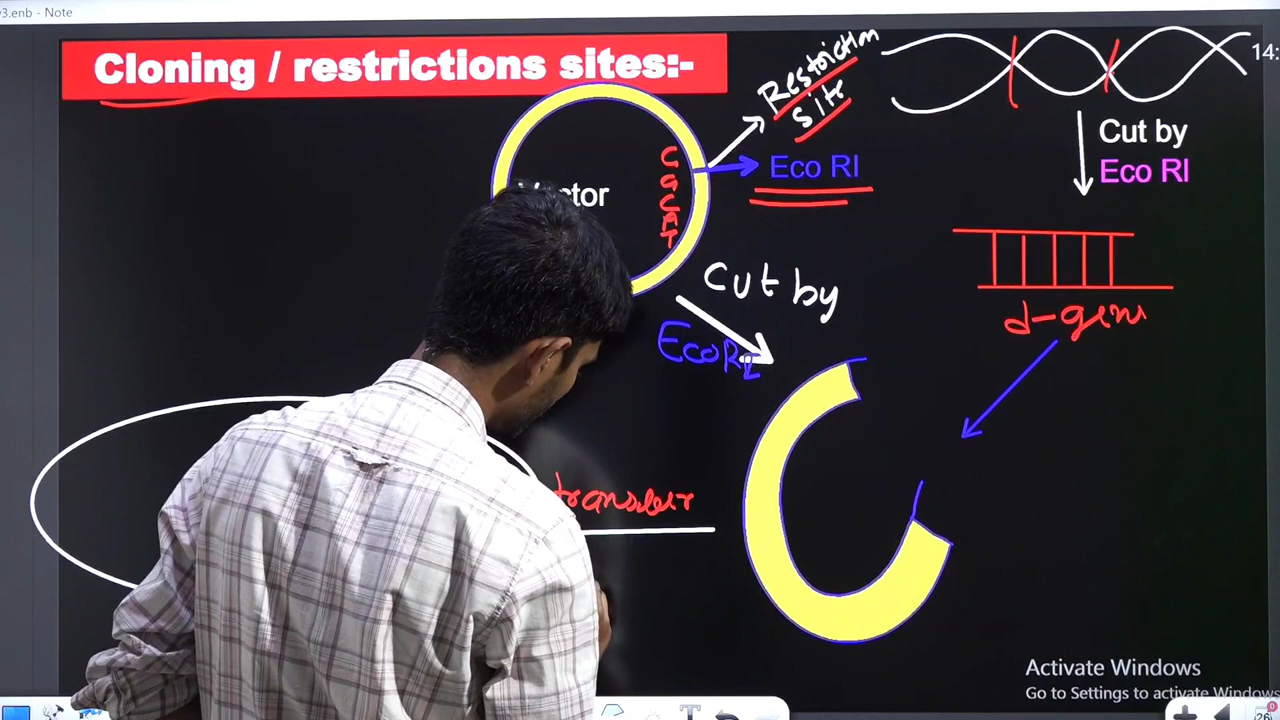 3.enb - Note
Cloning / restrictions sites:-
Restriction
Site
14:
Eco RI
C
G
C
A
T
Cut by
Eco RI
Cut by
EcoRI
d-gene
transfer
Activate Windows
Go to Settings to activate Windows